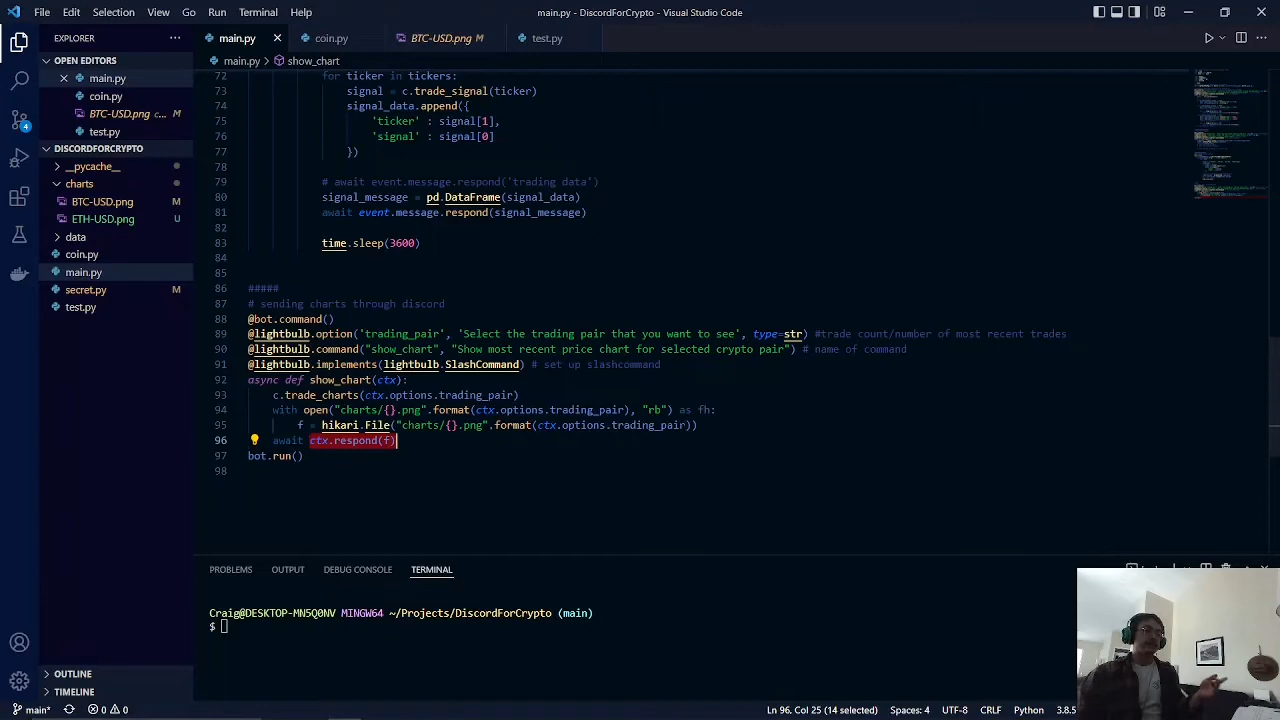 File Edit Selection View Go Run Terminal Help
main.py - DiscordForCrypto - Visual Studio Code
EXPLORER
OPEN EDITORS
main.py
coin.py
BTC-USD.png c... M
test.py
DISCORDFORCRYPTO
__pycache__
charts
BTC-USD.png M
ETH-USD.png U
data
coin.py
main.py
secret.py M
test.py
OUTLINE
TIMELINE
main.py coin.py BTC-USD.png M test.py
main.py > show_chart
72 for ticker in tickers:
73 signal = c.trade_signal(ticker)
74 signal_data.append({
75 'ticker' : signal[1],
76 'signal' : signal[0]
77 })
78
79 # await event.message.respond('trading data')
80 signal_message = pd.DataFrame(signal_data)
81 await event.message.respond(signal_message)
82
83 time.sleep(3600)
84
85
86 #####
87 # sending charts through discord
88 @bot.command()
89 @lightbulb.option('trading_pair', 'Select the trading pair that you want to see', type=str) #trade count/number of most recent trades
90 @lightbulb.command("show_chart", "Show most recent price chart for selected crypto pair") # name of command
91 @lightbulb.implements(lightbulb.SlashCommand) # set up slashcommand
92 async def show_chart(ctx):
93 c.trade_charts(ctx.options.trading_pair)
94 with open("charts/{}.png".format(ctx.options.trading_pair), "rb") as fh:
95 f = hikari.File("charts/{}.png".format(ctx.options.trading_pair))
96 await ctx.respond(f)
97 bot.run()
98
PROBLEMS OUTPUT DEBUG CONSOLE TERMINAL
Craig@DESKTOP-MN5Q0NV MINGW64 ~/Projects/DiscordForCrypto (main)
$
4
main* 0 0 Ln 96, Col 25 (14 selected) Spaces: 4 UTF-8 CRLF Python 3.8.5